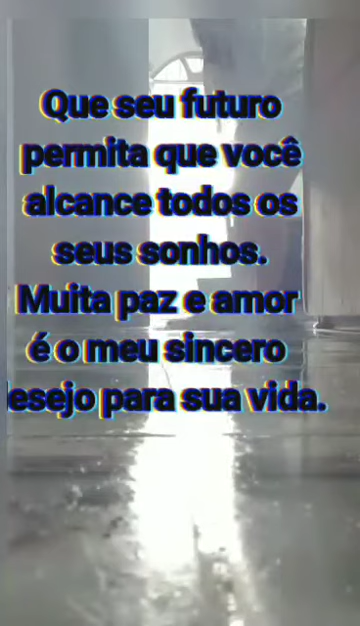 Que seu futuro
permita que você
alcance todos os
seus sonhos.
Muita paz e amor
é o meu sincero
esejo para sua vida.